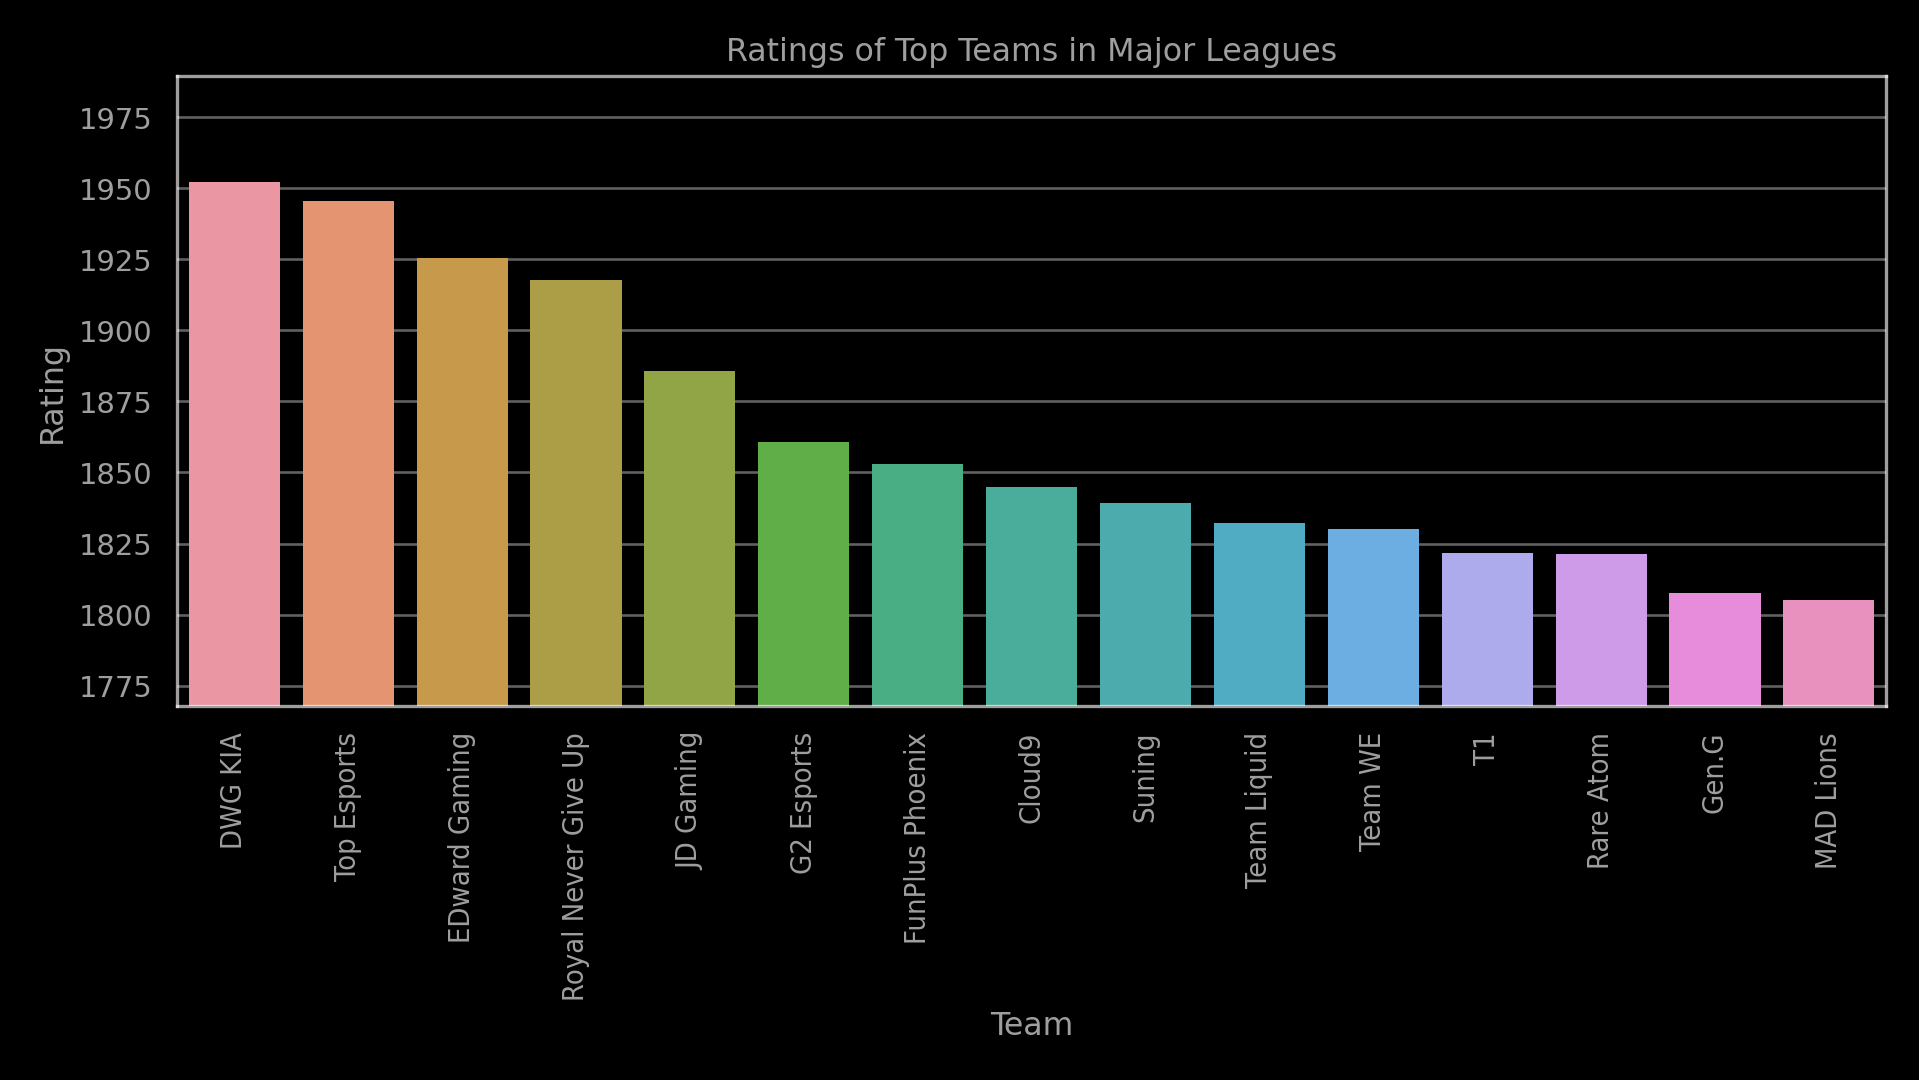 Ratings of Top Teams in Major Leagues
1975
1950
1925
1900
1875
1850
1825
1800
1775
Rating
DWG KIA
Top Esports
EDward Gaming
Royal Never Give Up
JD Gaming
G2 Esports
FunPlus Phoenix
Cloud9
Suning
Team Liquid
Team WE
T1
Rare Atom
Gen.G
MAD Lions
Team